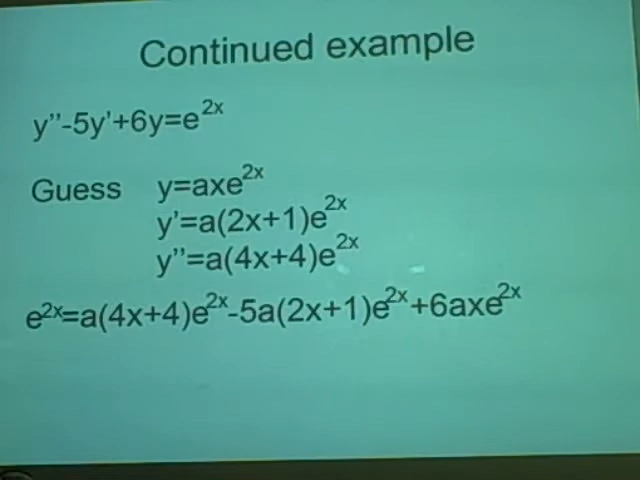 Continued example
y''-5y'+6y=e^2x
Guess y=axe^2x
y'=a(2x+1)e^2x
y''=a(4x+4)e^2x
e^2x=a(4x+4)e^2x-5a(2x+1)e^2x+6axe^2x